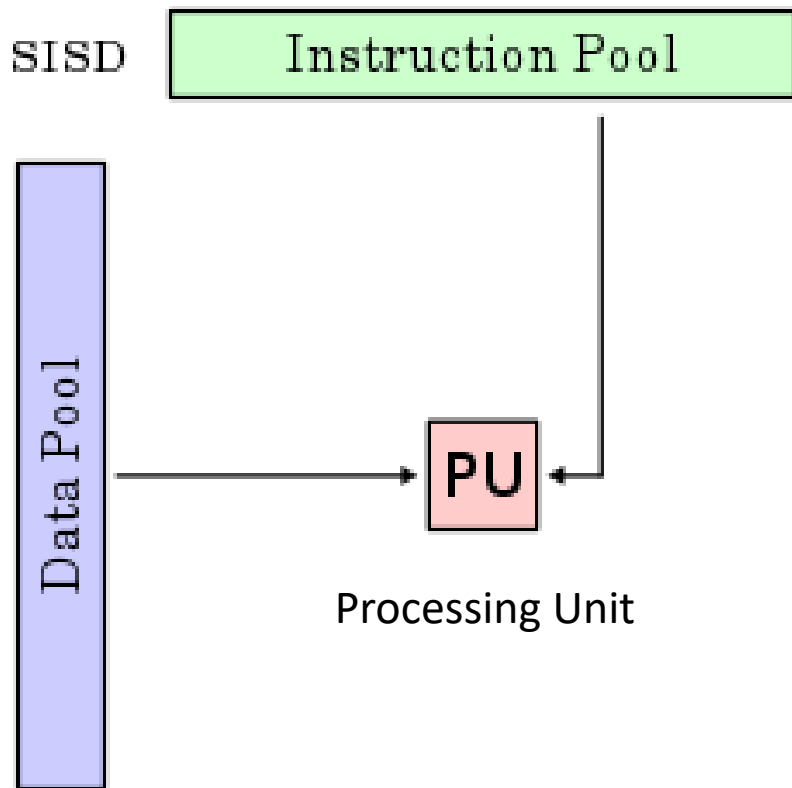 SISD
Instruction Pool
Data Pool
PU
Processing Unit